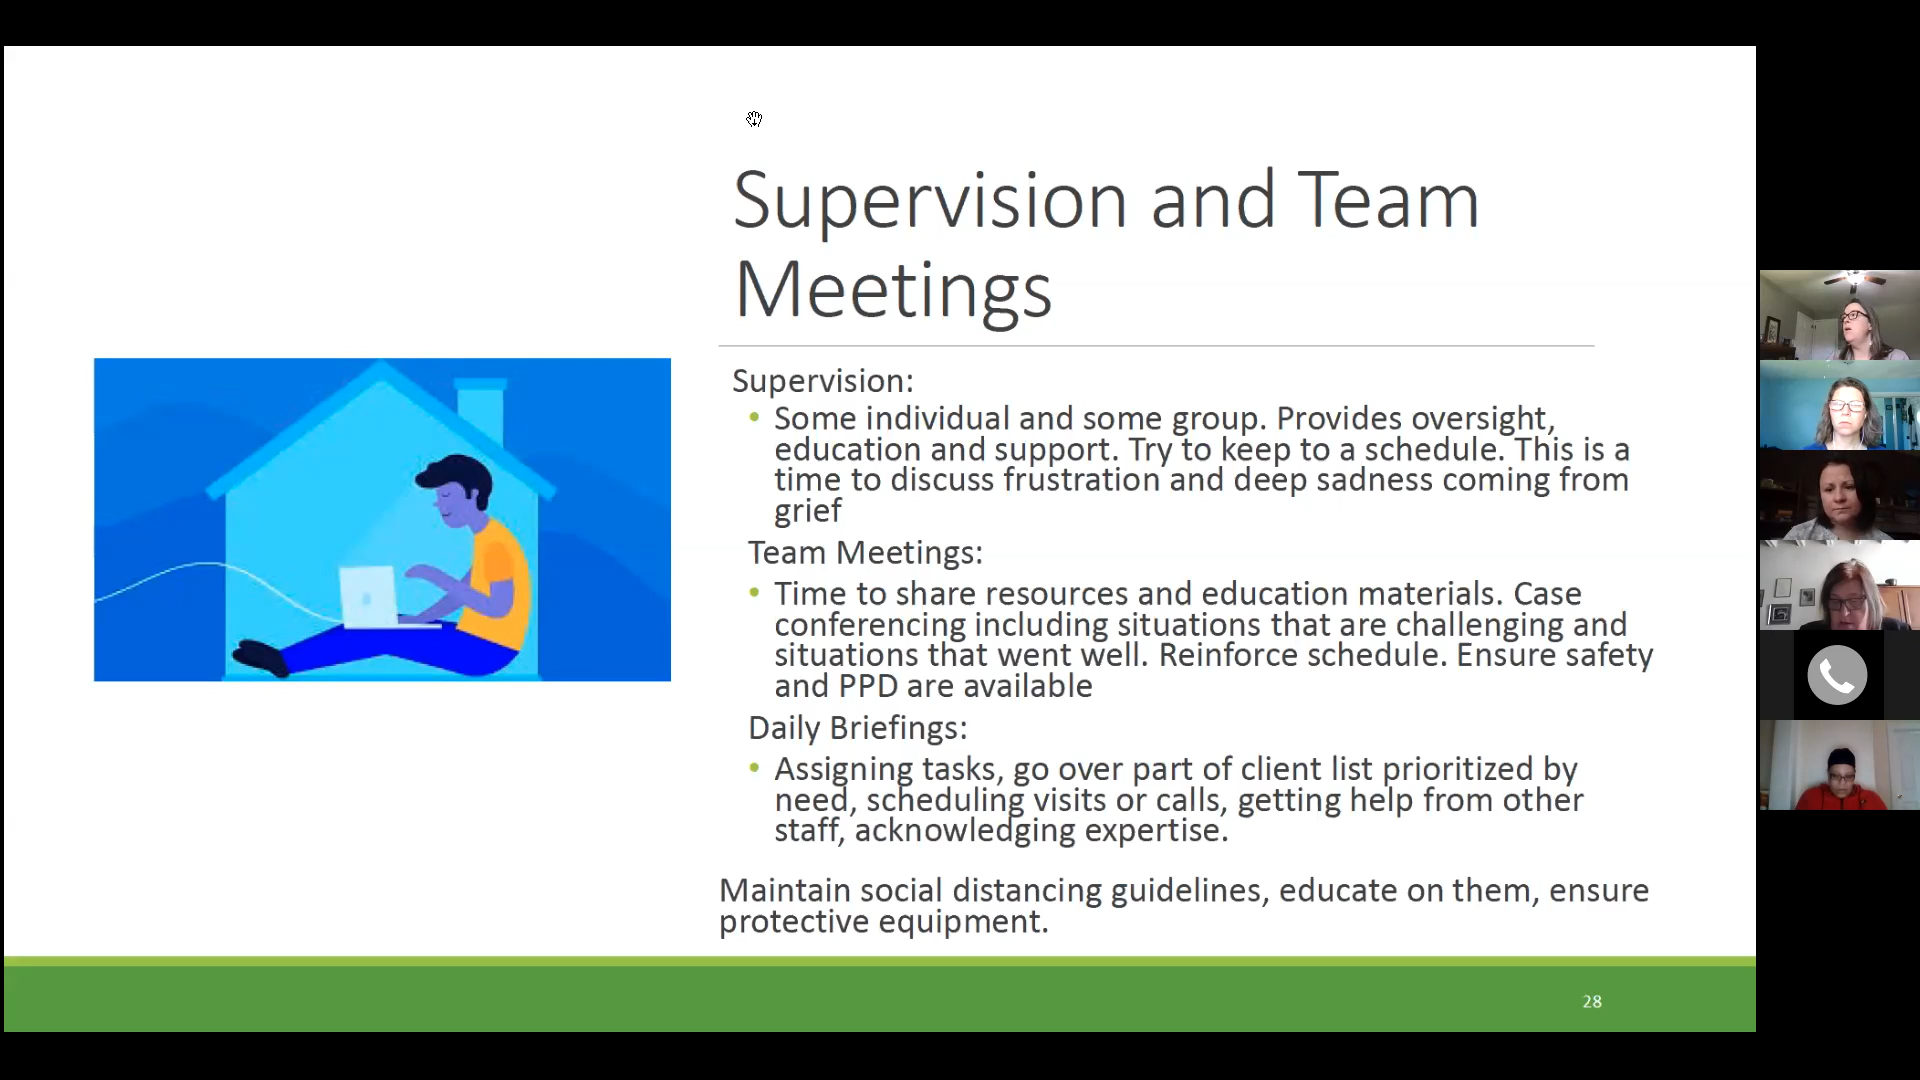 Supervision and Team
Meetings
Supervision:
• Some individual and some group. Provides oversight,
education and support. Try to keep to a schedule. This is a
time to discuss frustration and deep sadness coming from
grief
Team Meetings:
• Time to share resources and education materials. Case
conferencing including situations that are challenging and
situations that went well. Reinforce schedule. Ensure safety
and PPD are available
Daily Briefings:
• Assigning tasks, go over part of client list prioritized by
need, scheduling visits or calls, getting help from other
staff, acknowledging expertise.
Maintain social distancing guidelines, educate on them, ensure
protective equipment.
28